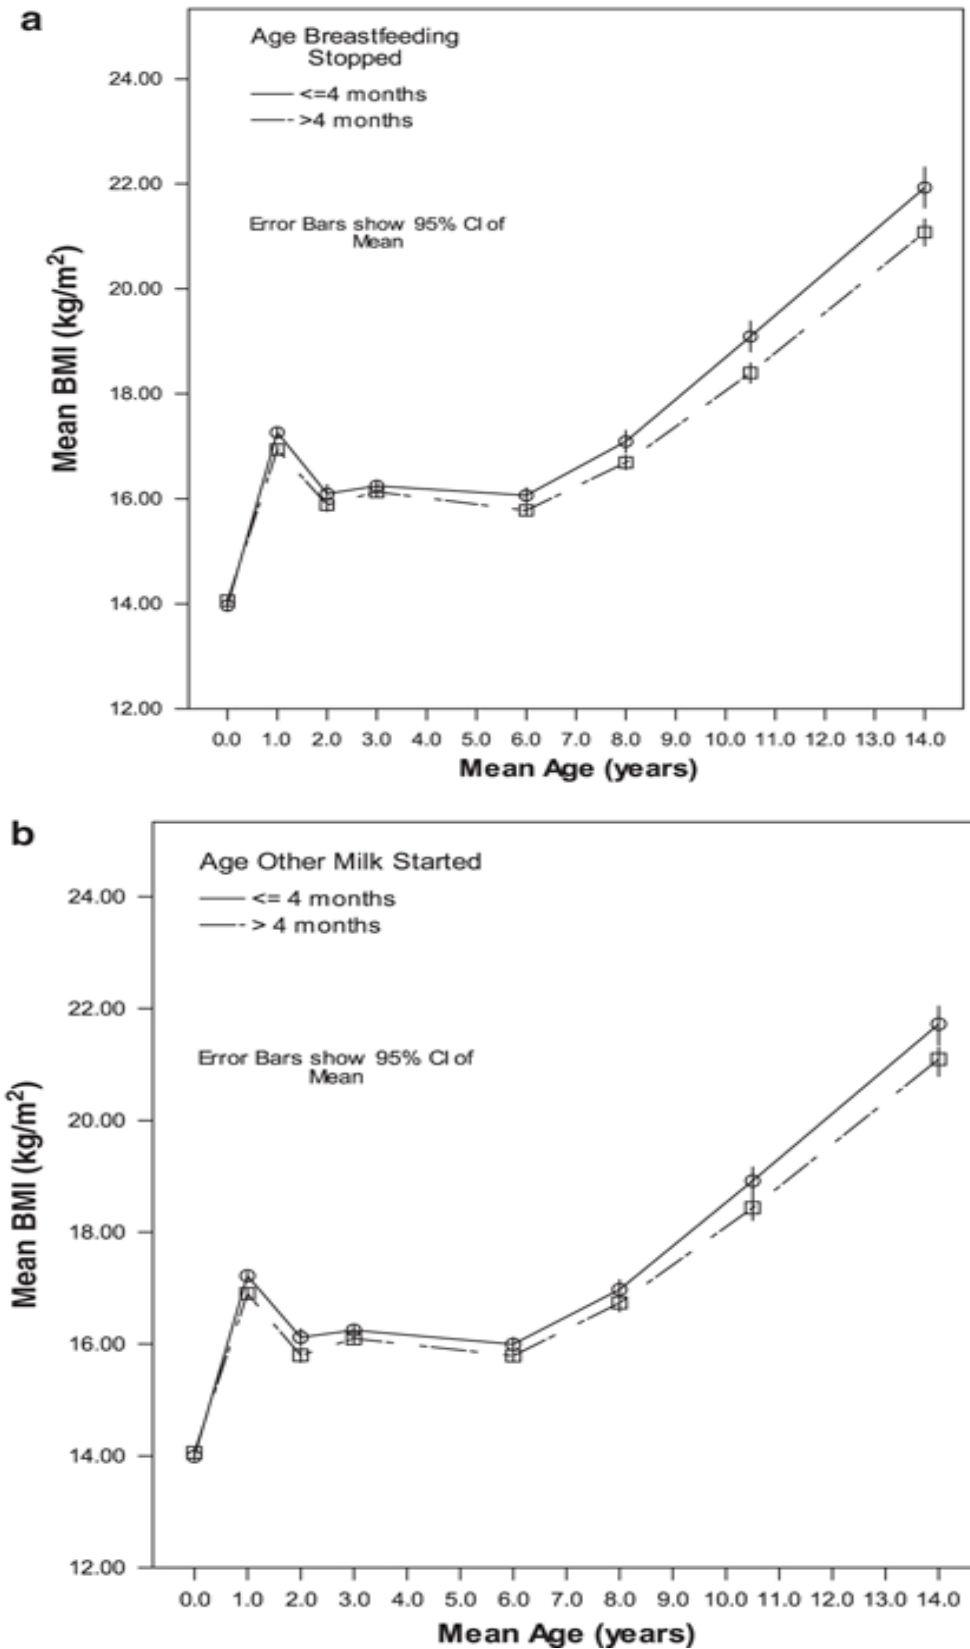 a
Age Breastfeeding
Stopped
<=4 months
>4 months
Error Bars show 95% CI of
Mean
24.00
22.00
20.00
18.00
16.00
14.00
12.00
Mean BMI (kg/m²)
0.0 1.0 2.0 3.0 4.0 5.0 6.0 7.0 8.0 9.0 10.0 11.0 12.0 13.0 14.0
Mean Age (years)
b
Age Other Milk Started
<= 4 months
> 4 months
Error Bars show 95% CI of
Mean
24.00
22.00
20.00
18.00
16.00
14.00
12.00
Mean BMI (kg/m²)
0.0 1.0 2.0 3.0 4.0 5.0 6.0 7.0 8.0 9.0 10.0 11.0 12.0 13.0 14.0
Mean Age (years)